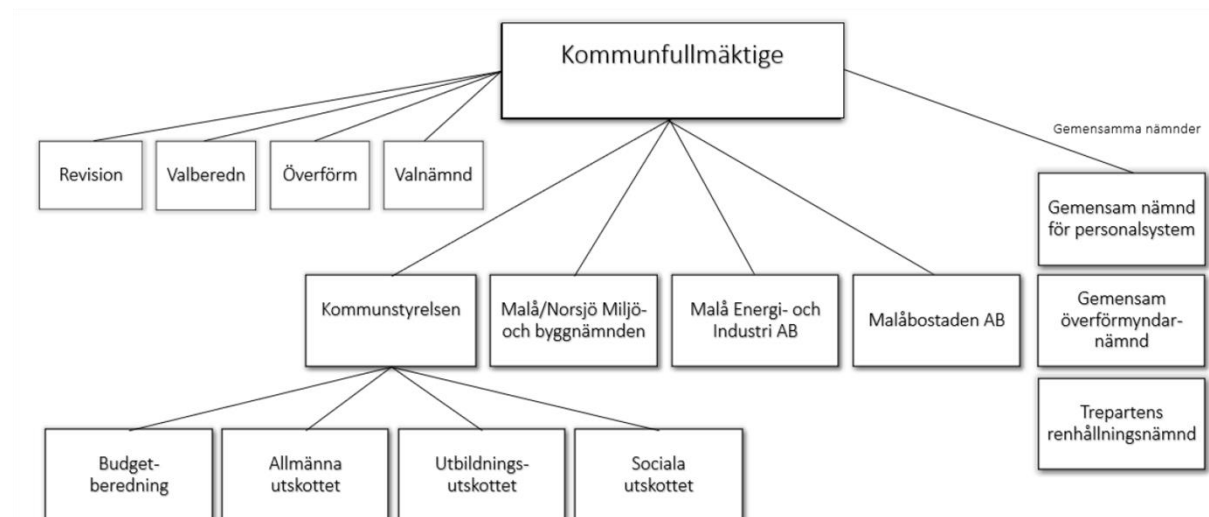 Kommunfullmäktige
Gemensamma nämnder
Revision
Valberedn
Överförm
Valnämnd
Gemensam nämnd
för personalsystem
Kommunstyrelsen
Malå/Norsjö Miljö-
och byggnämnden
Malå Energi- och
Industri AB
Malåbostaden AB
Gemensam
överförmyndar-
nämnd
Trepartens
renhållningsnämnd
Budget-
beredning
Allmänna
utskottet
Utbildnings-
utskottet
Sociala
utskottet